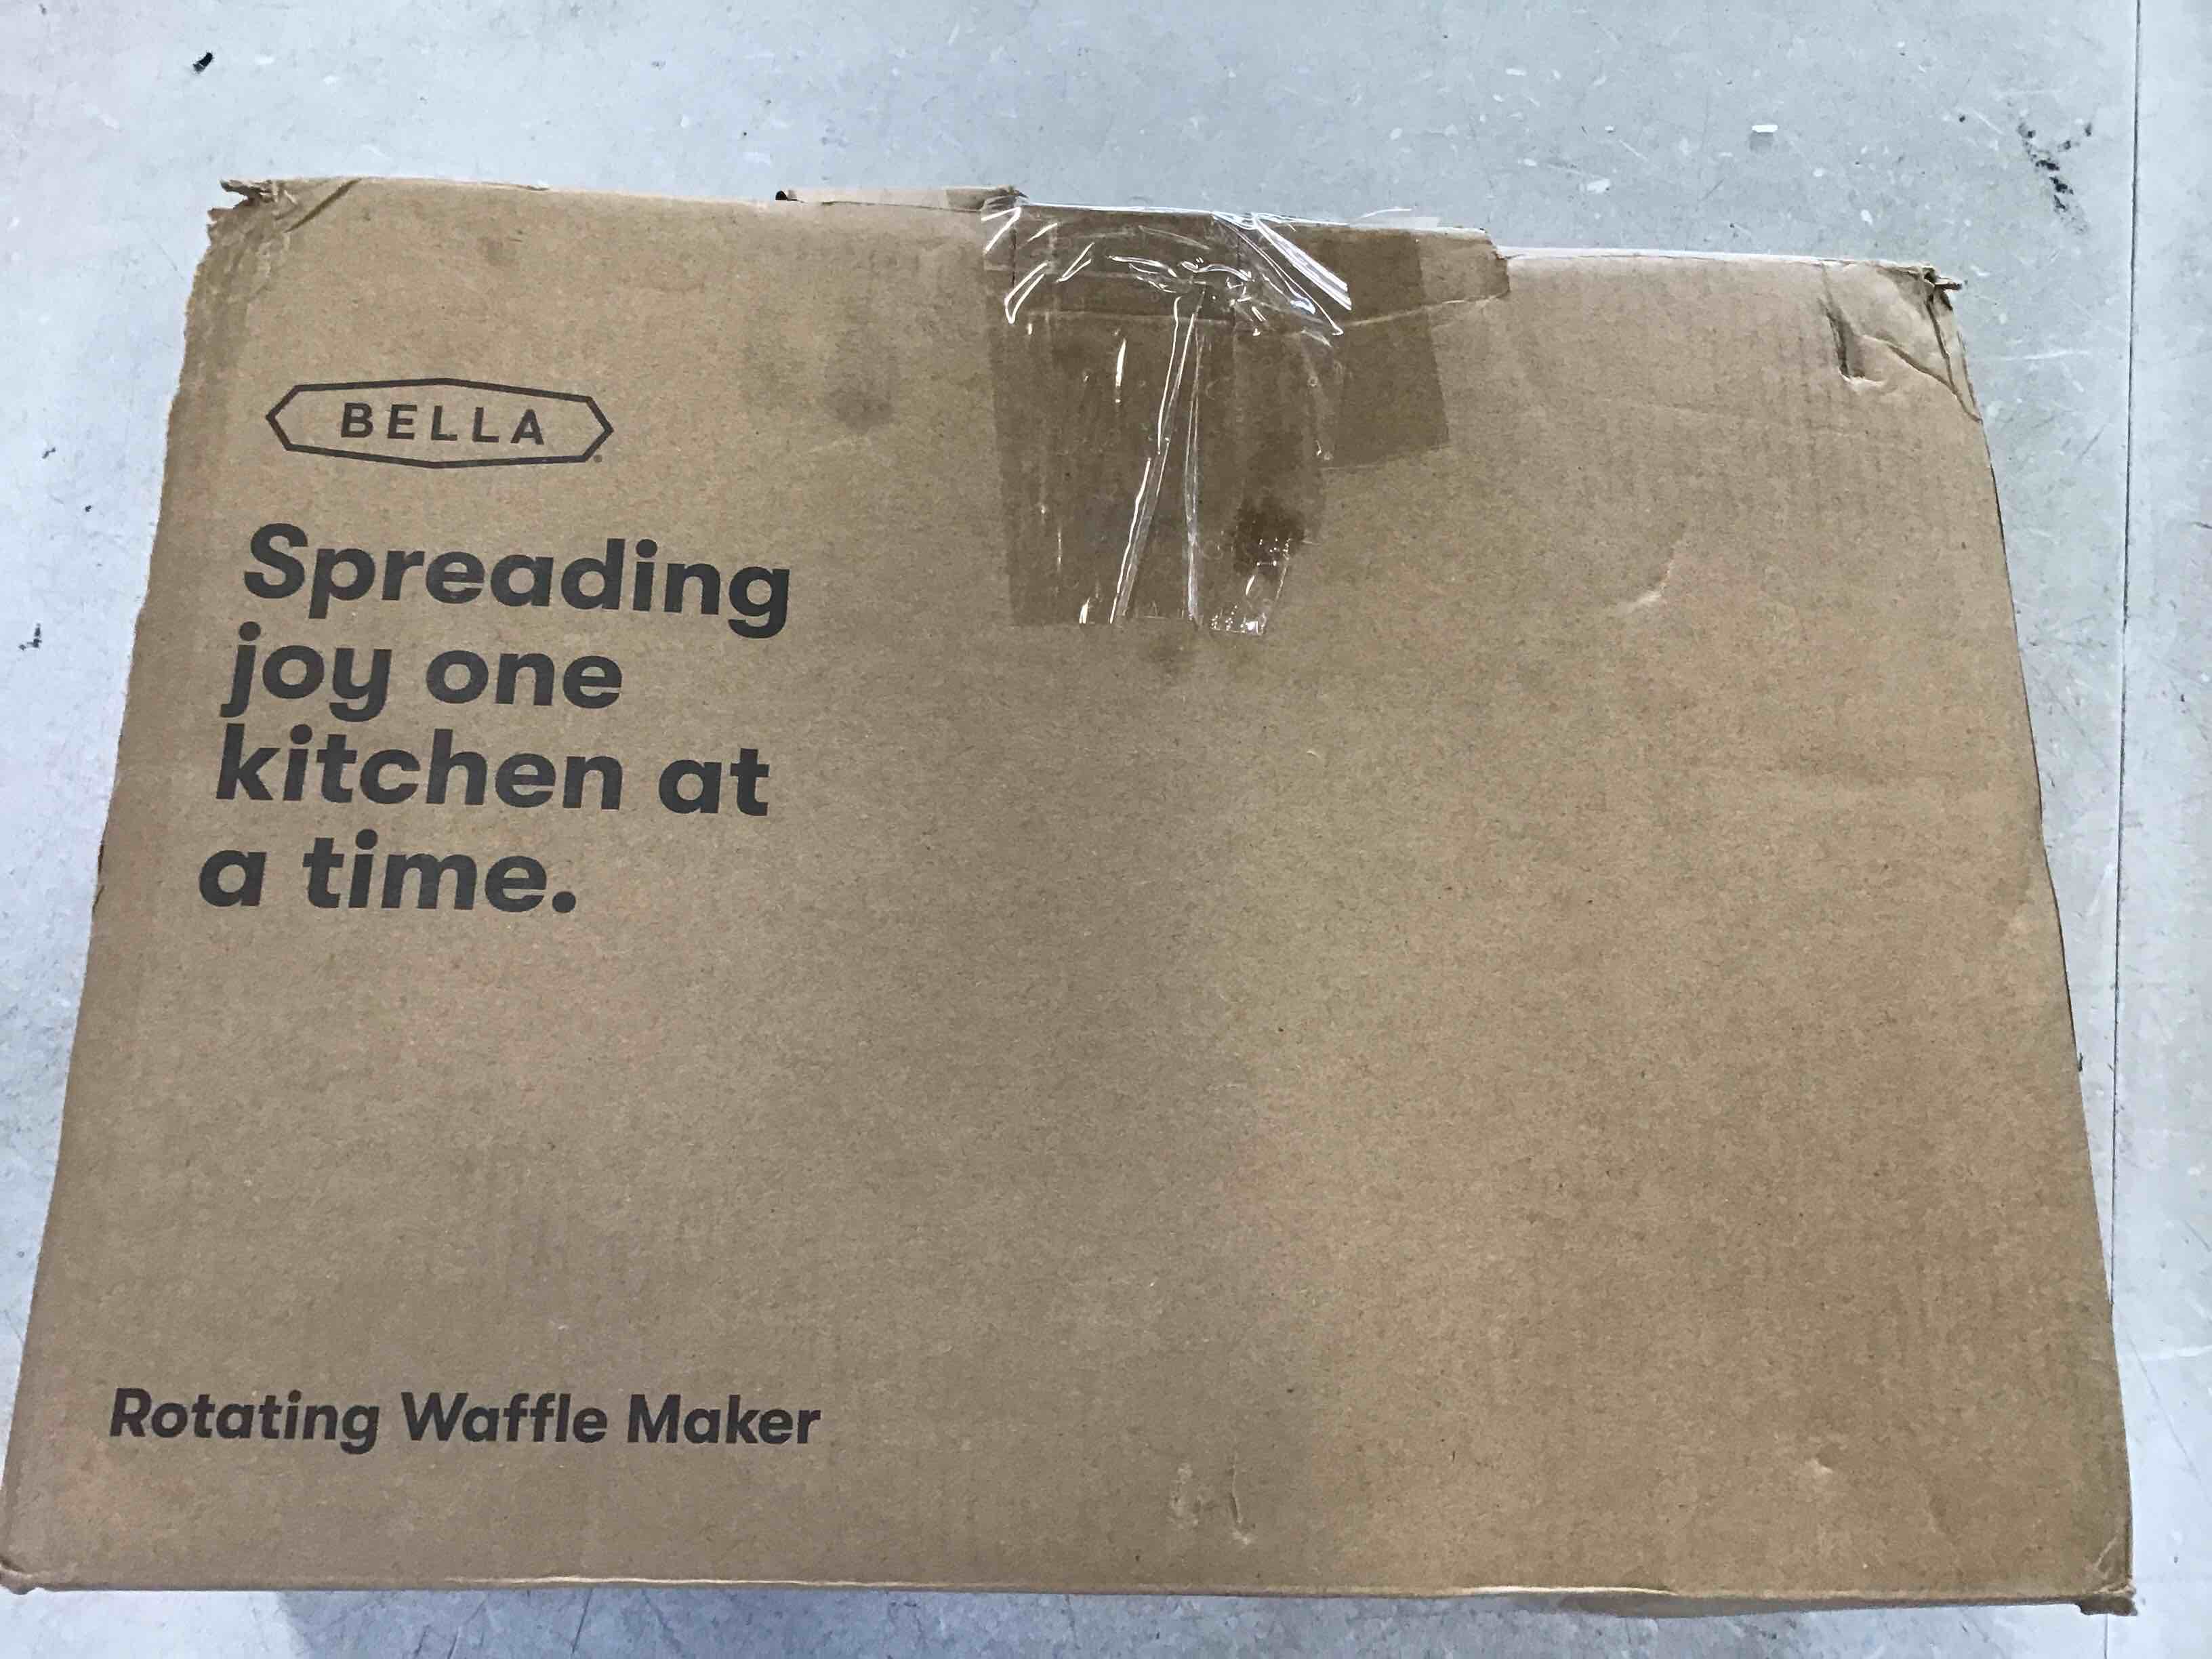 BELLA
Spreading
joy one
kitchen at
a time.
Rotating Waffle Maker